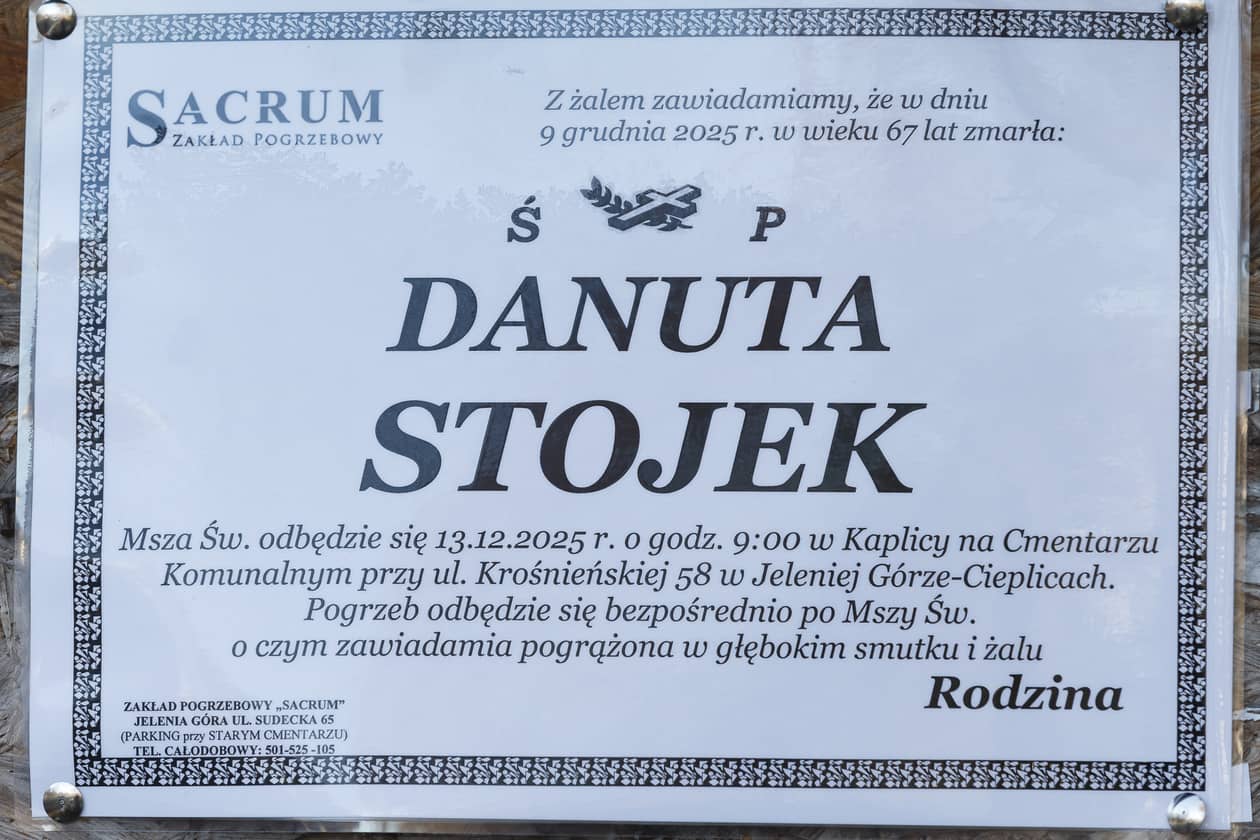 SACRUM
ZAKŁAD POGRZEBOWY
Z żalem zawiadamiamy, że w dniu
9 grudnia 2025 r. w wieku 67 lat zmarła:
Ś P
DANUTA
STOJEK
Msza Św. odbędzie się 13.12.2025 r. o godz. 9:00 w Kaplicy na Cmentarzu
Komunalnym przy ul. Krośnieńskiej 58 w Jeleniej Górze-Cieplicach.
Pogrzeb odbędzie się bezpośrednio po Mszy Św.
o czym zawiadamia pogrążona w głębokim smutku i żalu
Rodzina
ZAKŁAD POGRZEBOWY „SACRUM”
JELENIA GÓRA UL. SUDECKA 65
(PARKING przy STARYM CMENTARZU)
TEL. CAŁODOBOWY: 501-525 -105